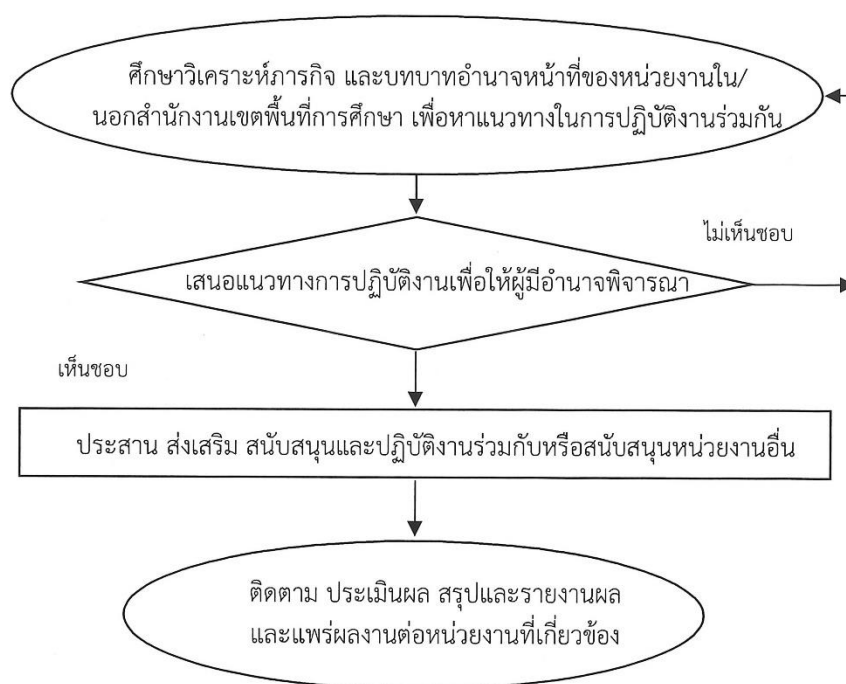 ศึกษาวิเคราะห์ภารกิจ และบทบาทอำนาจหน้าที่ของหน่วยงานใน/
นอกสำนักงานเขตพื้นที่การศึกษา เพื่อหาแนวทางในการปฏิบัติงานร่วมกัน
ไม่เห็นชอบ
เสนอแนวทางการปฏิบัติงานเพื่อให้ผู้มีอำนาจพิจารณา
เห็นชอบ
ประสาน ส่งเสริม สนับสนุนและปฏิบัติงานร่วมกับหรือสนับสนุนหน่วยงานอื่น
ติดตาม ประเมินผล สรุปและรายงานผล
และแพร่ผลงานต่อหน่วยงานที่เกี่ยวข้อง